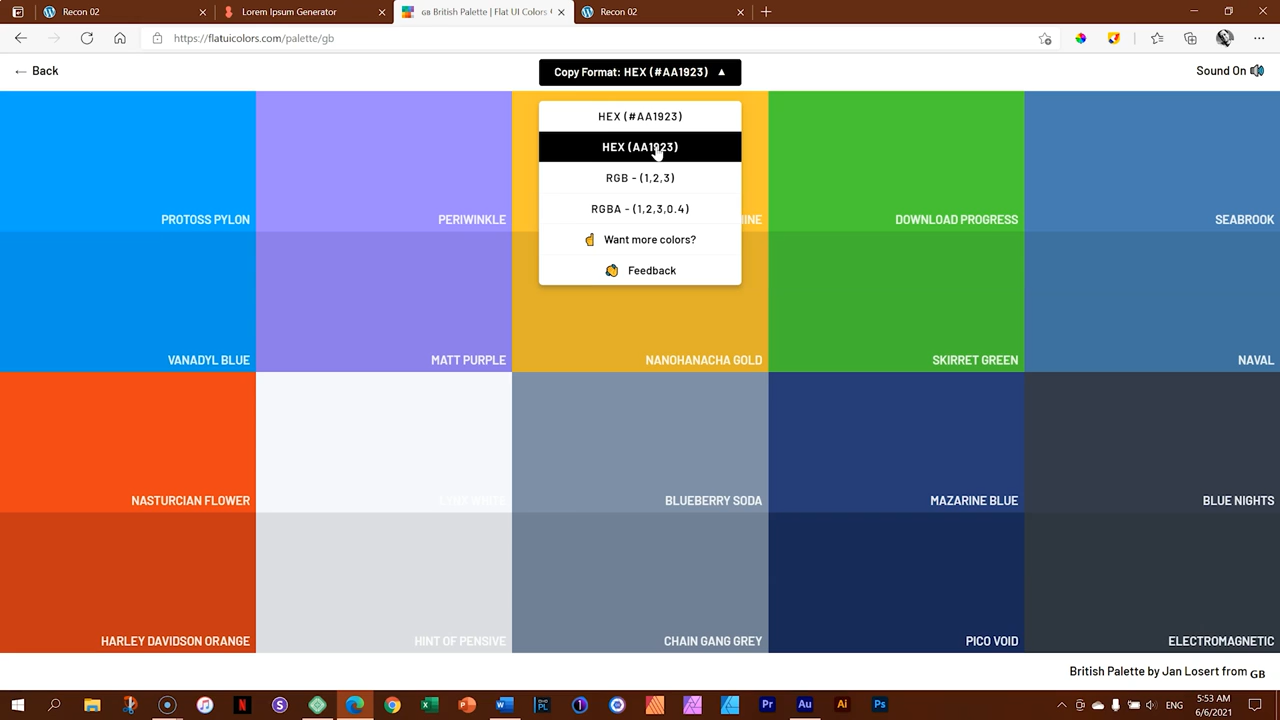 Recon 02
Lorem Ipsum Generator
GB British Palette | Flat UI Colors
Recon 02
https://flatuicolors.com/palette/gb
← Back
Copy Format: HEX (#AA1923) ▲
Sound On
HEX (#AA1923)
HEX (AA1923)
RGB - (1,2,3)
RGBA - (1,2,3,0.4)
Want more colors?
Feedback
PROTOSS PYLON
PERIWINKLE
INE
DOWNLOAD PROGRESS
SEABROOK
VANADYL BLUE
MATT PURPLE
NANOHANACHA GOLD
SKIRRET GREEN
NAVAL
NASTURCIAN FLOWER
LYNX WHITE
BLUEBERRY SODA
MAZARINE BLUE
BLUE NIGHTS
HARLEY DAVIDSON ORANGE
HINT OF PENSIVE
CHAIN GANG GREY
PICO VOID
ELECTROMAGNETIC
British Palette by Jan Losert from GB
5:53 AM
6/6/2021